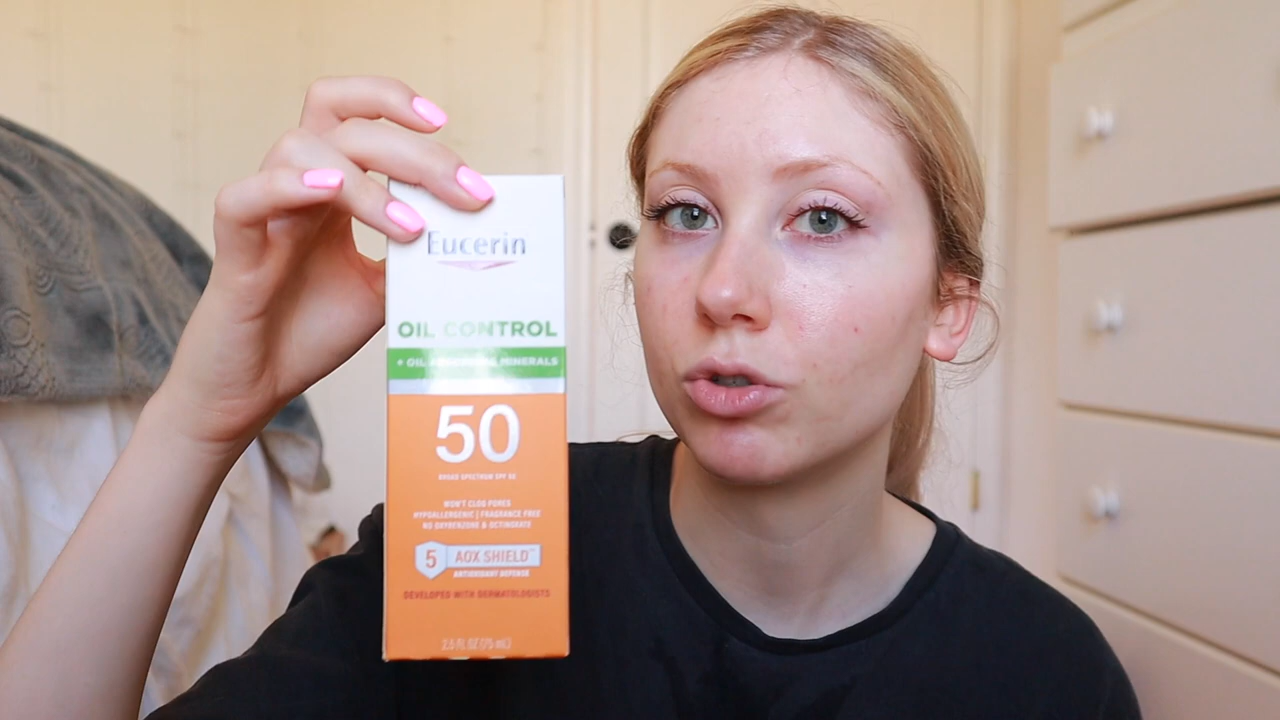 Eucerin
OIL CONTROL
+ OIL ABSORBING MINERALS
50
BROAD SPECTRUM SPF 50
WON'T CLOG PORES
HYPOALLERGENIC | FRAGRANCE FREE
NO OXYBENZONE & OCTINOXATE
5 AOX SHIELD™
ANTIOXIDANT DEFENSE
DEVELOPED WITH DERMATOLOGISTS
2.5 FL OZ (75 mL)